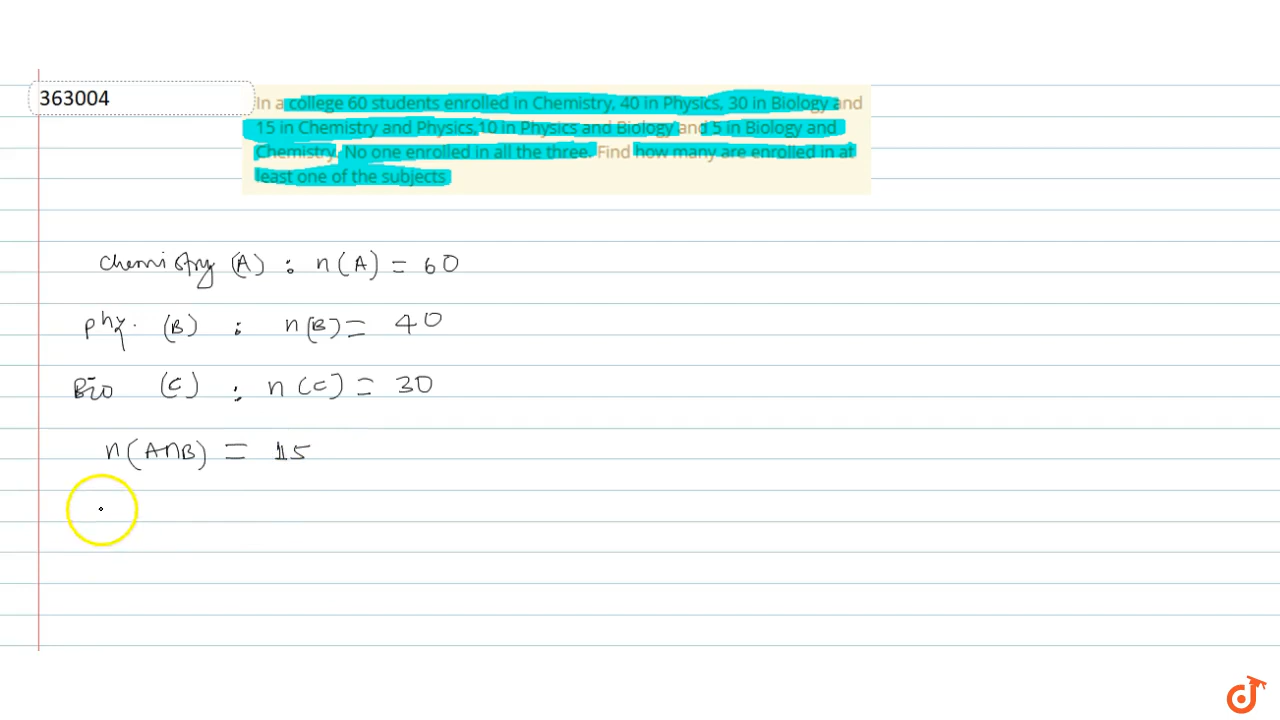 363004
In a college 60 students enrolled in Chemistry, 40 in Physics, 30 in Biology and
15 in Chemistry and Physics,10 in Physics and Biology and 5 in Biology and
Chemistry. No one enrolled in all the three. Find how many are enrolled in at
least one of the subjects
Chemistry (A) : n(A) = 60
Phy. (B) : n(B) = 40
Bio (C) : n(C) = 30
n(A∩B) = 15